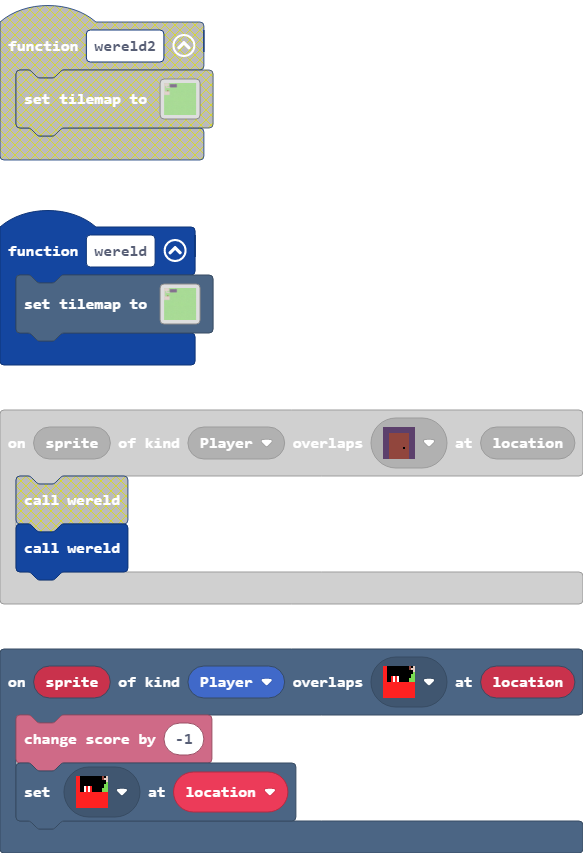 function wereld2
set tilemap to
function wereld
set tilemap to
on sprite of kind Player overlaps at location
call wereld
call wereld
on sprite of kind Player overlaps at location
change score by -1
set at location